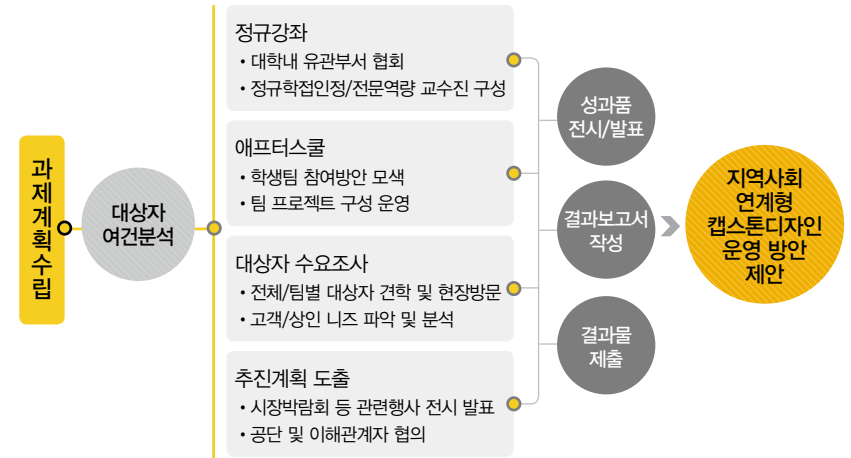 과제계획수립
대상자
여건분석
정규강좌
• 대학내 유관부서 협회
• 정규학접인정/전문역량 교수진 구성
애프터스쿨
• 학생팀 참여방안 모색
• 팀 프로젝트 구성 운영
대상자 수요조사
• 전체/팀별 대상자 견학 및 현장방문
• 고객/상인 니즈 파악 및 분석
추진계획 도출
• 시장박람회 등 관련행사 전시 발표
• 공단 및 이해관계자 협의
성과품
전시/발표
결과보고서
작성
결과물
제출
지역사회
연계형
캡스톤디자인
운영 방안
제안